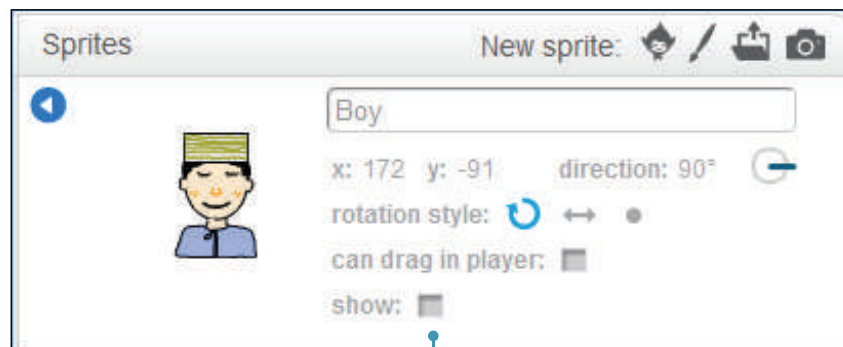 Sprites New sprite:
Boy
x: 172 y: -91 direction: 90°
rotation style:
can drag in player:
show: